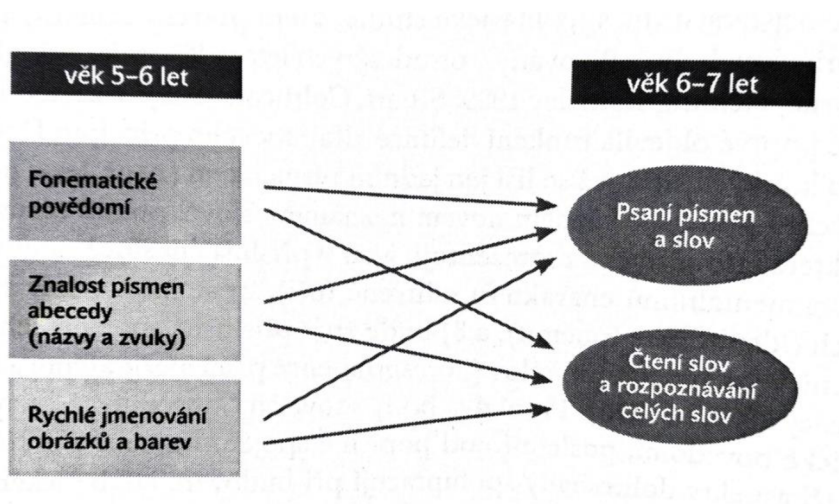 věk 5–6 let
věk 6–7 let
Fonematické
povědomí
Znalost písmen
abecedy
(názvy a zvuky)
Rychlé jmenování
obrázků a barev
Psaní písmen
a slov
Čtení slov
a rozpoznávání
celých slov